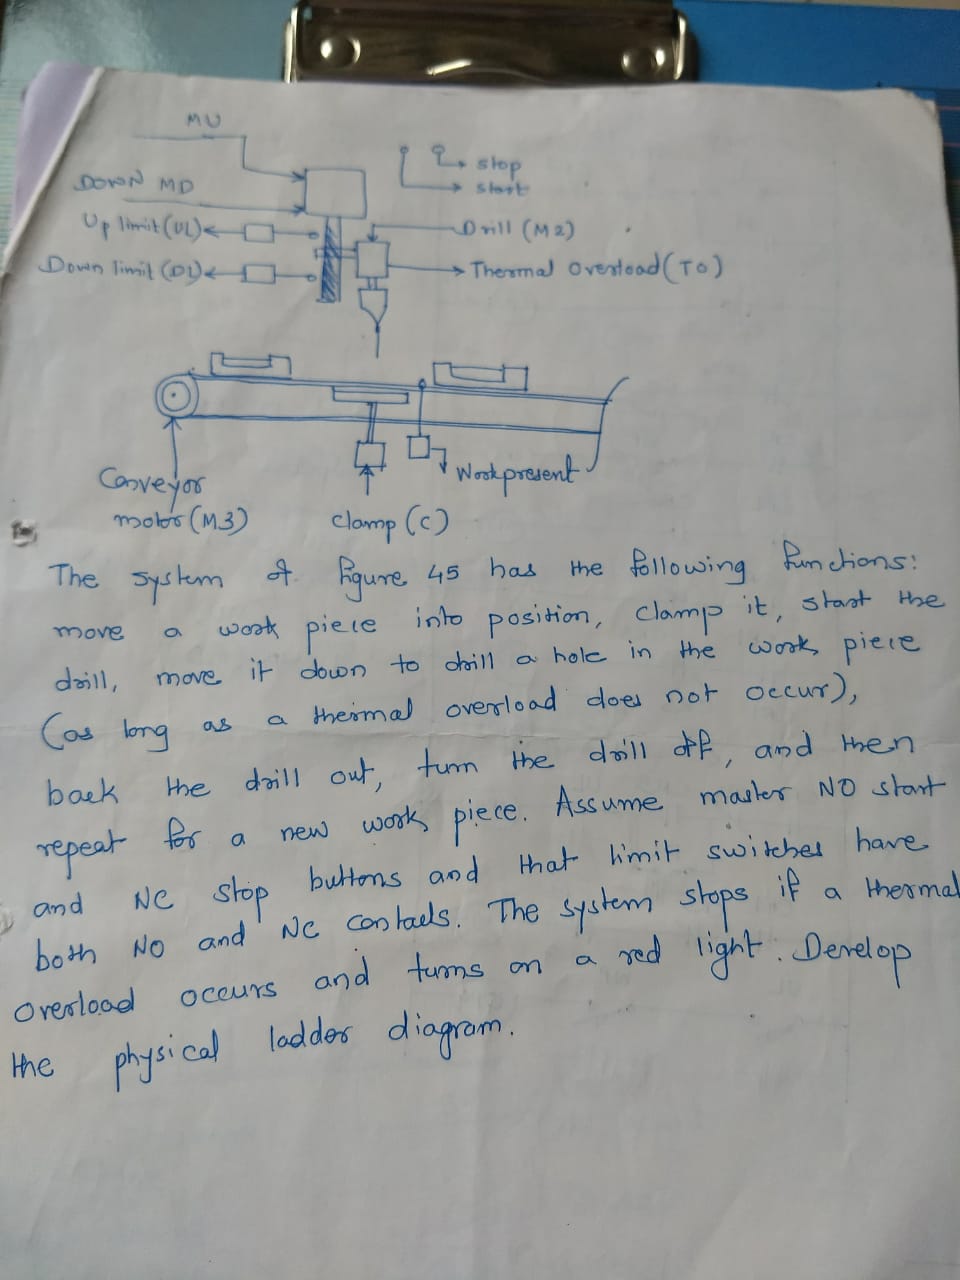 MU
stop
start
DOWN MD
Up limit (UL)
Drill (M2)
Down limit (DL)
Thermal Overload (TO)
Work present
Conveyor
motor (M3)
clamp (C)
The system of figure 45 has the following functions:
move a work piece into position, clamp it, start the
drill, move it down to drill a hole in the work piece
(as long as a thermal overload does not occur),
back the drill out, turn the drill off, and then
repeat for a new work piece. Assume master NO start
and NC stop buttons and that limit switches have
both NO and NC contacts. The system stops if a thermal
overload occurs and turns on a red light. Develop
the physical ladder diagram.